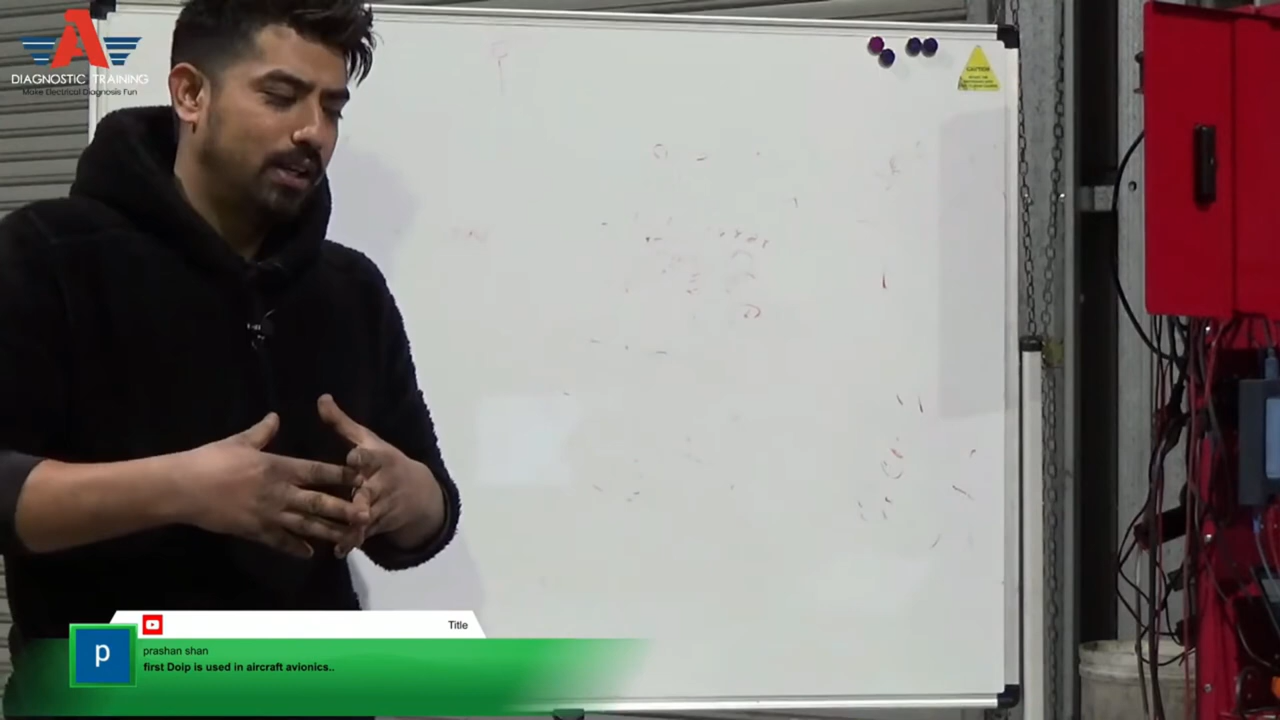 A
DIAGNOSTIC TRAINING
Make Electrical Diagnosis Fun
CAUTION
Title
p
prashan shan
first Doip is used in aircraft avionics..